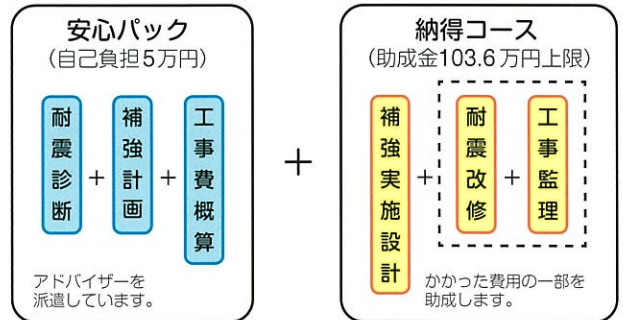 安心パック
(自己負担5万円)
耐震診断
+
補強計画
+
工事費概算
アドバイザーを
派遣しています。
+
納得コース
(助成金103.6万円上限)
補強実施設計
+
耐震改修
+
工事監理
かかった費用の一部を
助成します。